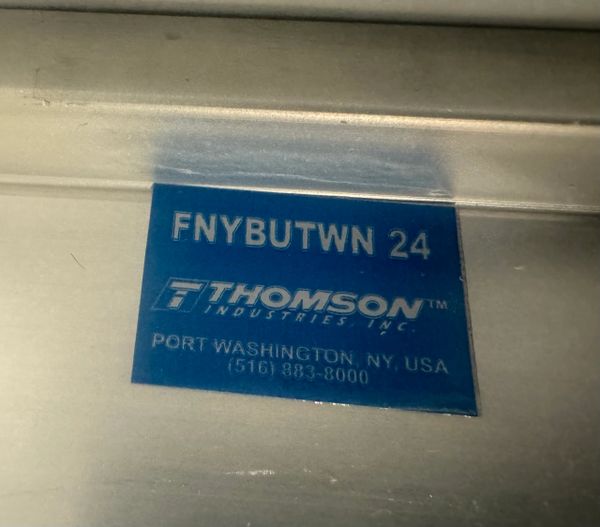 FNYBUTWN 24
THOMSON™
INDUSTRIES, INC.
PORT WASHINGTON, NY, USA
(516) 883-8000